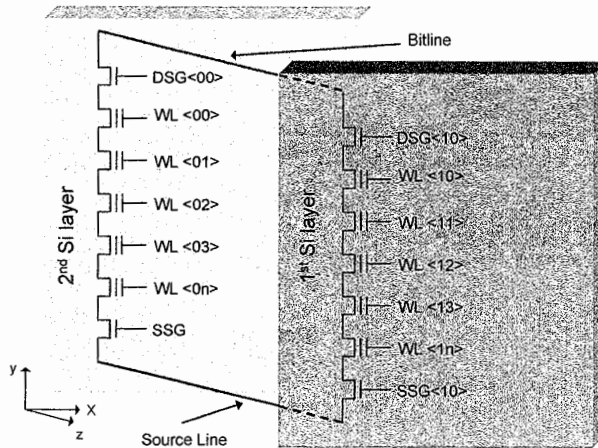 Bitline
DSG<00>
WL <00>
WL <01>
WL <02>
WL <03>
WL <0n>
SSG
2nd Si layer
DSG<10>
WL <10>
WL <11>
WL <12>
WL <13>
WL <1n>
SSG<10>
1st Si layer
y
X
z
Source Line